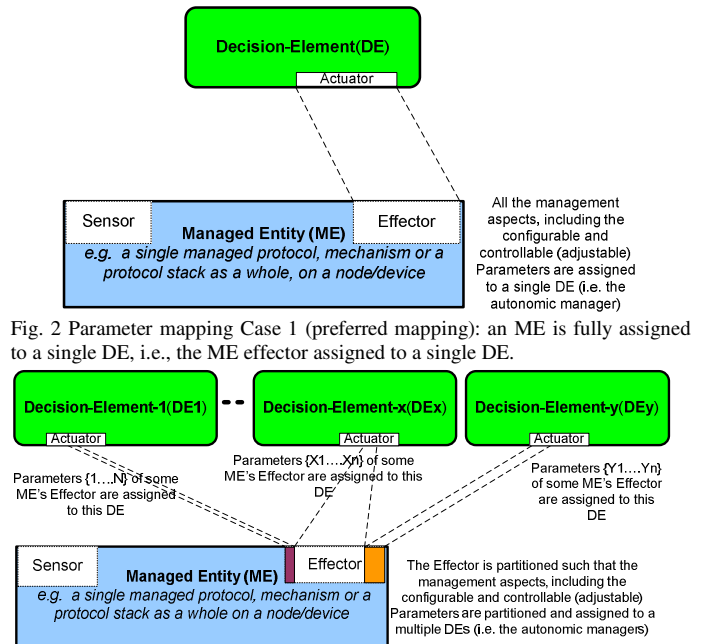 Decision-Element(DE)
Actuator
Sensor
Effector
Managed Entity (ME)
e.g. a single managed protocol, mechanism or a
protocol stack as a whole, on a node/device
All the management
aspects, including the
configurable and
controllable (adjustable)
Parameters are assigned
to a single DE (i.e. the
autonomic manager)
Fig. 2 Parameter mapping Case 1 (preferred mapping): an ME is fully assigned
to a single DE, i.e., the ME effector assigned to a single DE.
Decision-Element-1(DE1)
Actuator
Decision-Element-x(DEx)
Actuator
Decision-Element-y(DEy)
Actuator
Parameters {1....N} of some
ME's Effector are assigned
to this DE
Parameters {X1....Xn} of some
ME's Effector are assigned to this
DE
Parameters {Y1....Yn}
of some ME's Effector
are assigned to this
DE
Sensor
Effector
Managed Entity (ME)
e.g. a single managed protocol, mechanism or a
protocol stack as a whole on a node/device
The Effector is partitioned such that the
management aspects, including the
configurable and controllable (adjustable)
Parameters are partitioned and assigned to a
multiple DEs (i.e. the autonomic managers)